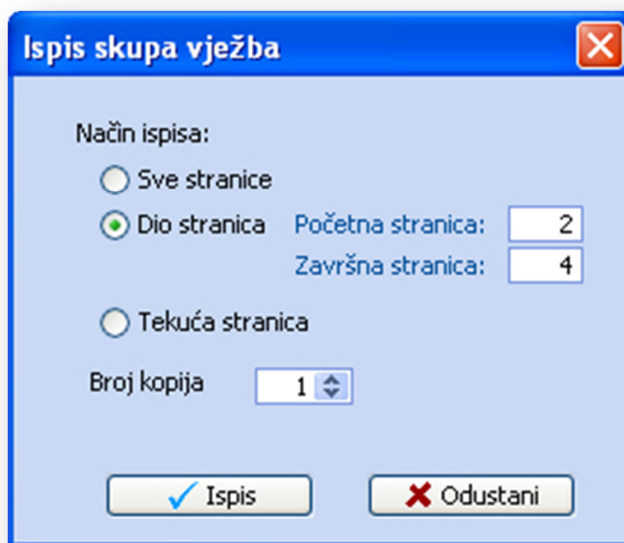 Ispis skupa vježba
Način ispisa:
Sve stranice
Dio stranica Početna stranica: 2
Završna stranica: 4
Tekuća stranica
Broj kopija 1
Ispis Odustani